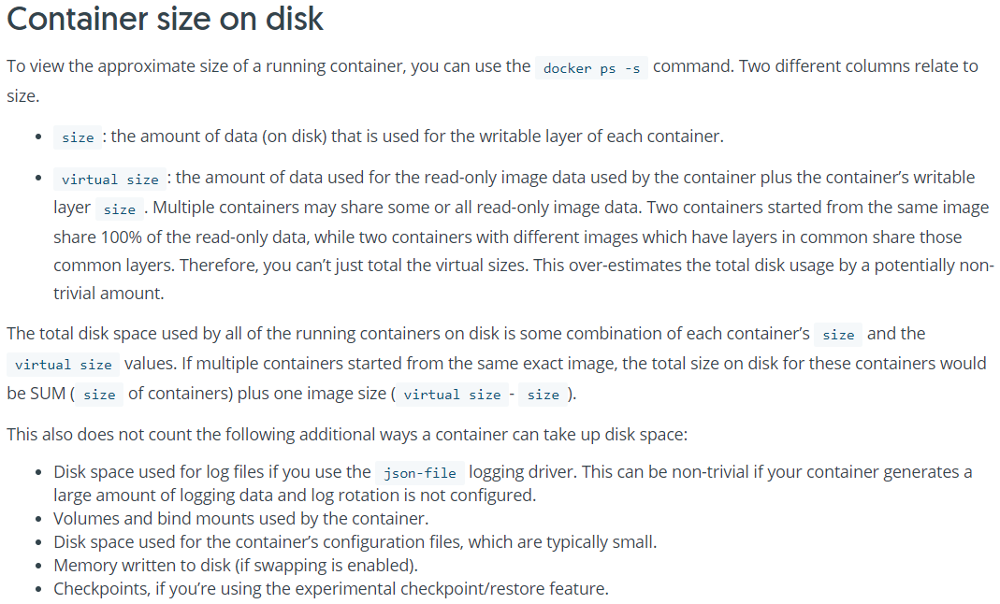 Container size on disk
To view the approximate size of a running container, you can use the docker ps -s command. Two different columns relate to
size.
• size : the amount of data (on disk) that is used for the writable layer of each container.
• virtual size : the amount of data used for the read-only image data used by the container plus the container’s writable
layer size . Multiple containers may share some or all read-only image data. Two containers started from the same image
share 100% of the read-only data, while two containers with different images which have layers in common share those
common layers. Therefore, you can’t just total the virtual sizes. This over-estimates the total disk usage by a potentially non-
trivial amount.
The total disk space used by all of the running containers on disk is some combination of each container’s size and the
virtual size values. If multiple containers started from the same exact image, the total size on disk for these containers would
be SUM ( size of containers) plus one image size ( virtual size - size ).
This also does not count the following additional ways a container can take up disk space:
• Disk space used for log files if you use the json-file logging driver. This can be non-trivial if your container generates a
large amount of logging data and log rotation is not configured.
• Volumes and bind mounts used by the container.
• Disk space used for the container’s configuration files, which are typically small.
• Memory written to disk (if swapping is enabled).
• Checkpoints, if you’re using the experimental checkpoint/restore feature.